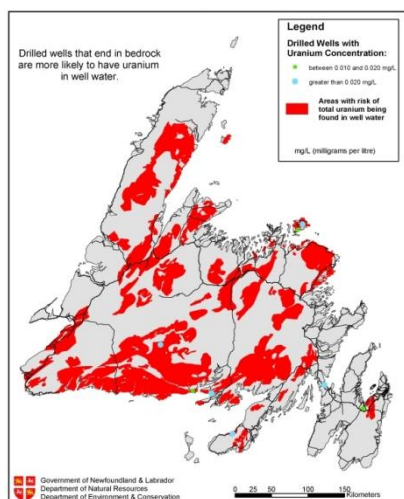 Drilled wells that end in bedrock
are more likely to have uranium
in well water.
Legend
Drilled Wells with
Uranium Concentration:
between 0.010 and 0.020 mg/L
greater than 0.020 mg/L
Areas with risk of
total uranium being
found in well water
mg/L (milligrams per litre)
Government of Newfoundland & Labrador
Department of Natural Resources
Department of Environment & Conservation
0 25 50 100 150
Kilometers